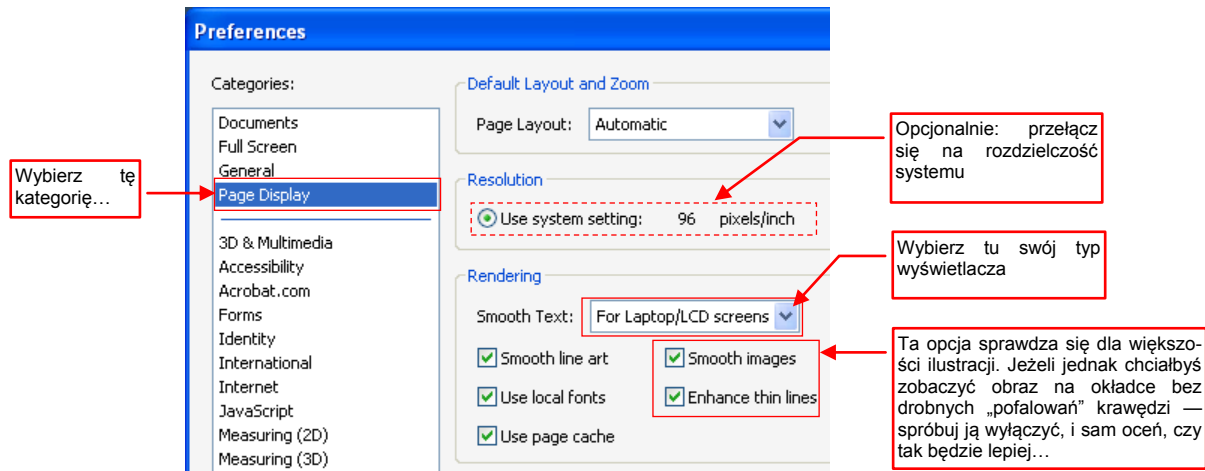 Preferences
Categories:
Documents
Full Screen
General
Page Display
3D & Multimedia
Accessibility
Acrobat.com
Forms
Identity
International
Internet
JavaScript
Measuring (2D)
Measuring (3D)
Default Layout and Zoom
Page Layout: Automatic
Resolution
Use system setting: 96 pixels/inch
Rendering
Smooth Text: For Laptop/LCD screens
Smooth line art
Smooth images
Use local fonts
Enhance thin lines
Use page cache
Wybierz tę
kategorię…
Opcjonalnie: przełącz
się na rozdzielczość
systemu
Wybierz tu swój typ
wyświetlacza
Ta opcja sprawdza się dla większo-
ści ilustracji. Jeżeli jednak chciałbyś
zobaczyć obraz na okładce bez
drobnych „pofalowań” krawędzi —
spróbuj ją wyłączyć, i sam oceń, czy
tak będzie lepiej…